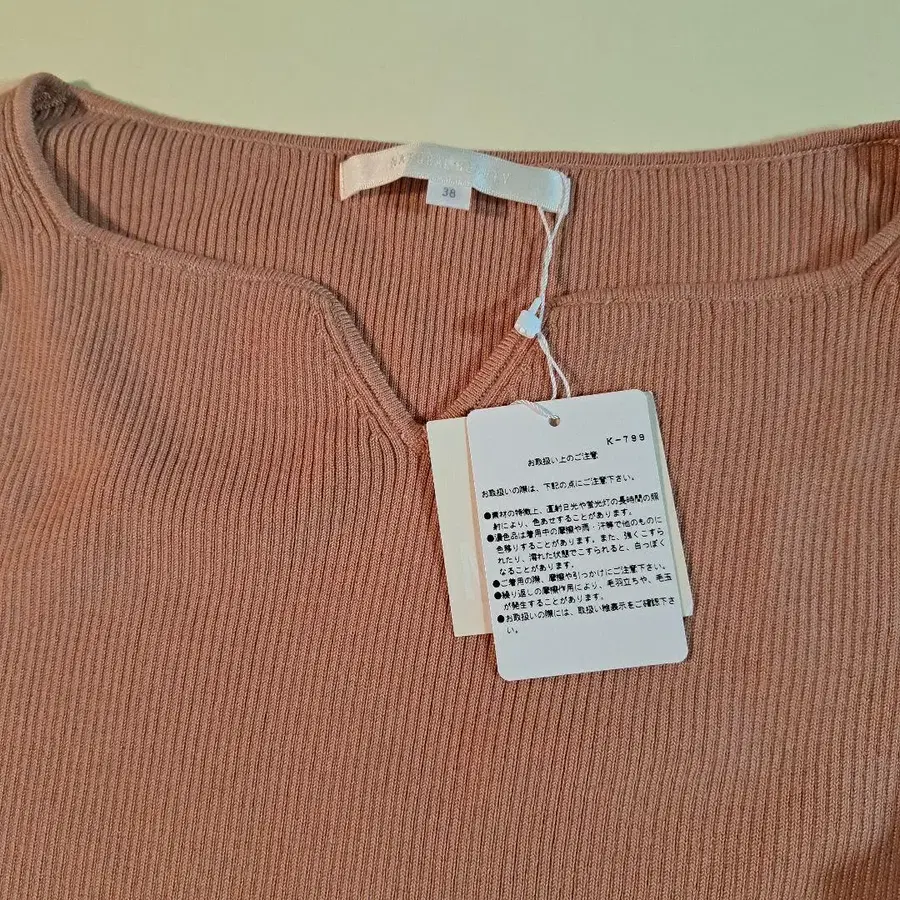 NATURAL BEAUTY
38
K-799
お取扱い上のご注意
お取扱いの際は、下記の点にご注意下さい。
●素材の特徴上、直射日光や蛍光灯の長時間の照
射により、色あせすることがあります。
●濃色品は着用中の摩擦や雨・汗等で他のものに
色移りすることがあります。また、強くこすら
れたり、濡れた状態でこすられると、白っぽく
なることがあります。
●ご着用の際、摩擦や引っかけにご注意下さい。
●繰り返しの摩擦作用により、毛羽立ちや、毛玉
が発生することがあります。
●お取扱いの際には、取扱い絵表示をご確認下さ
い。